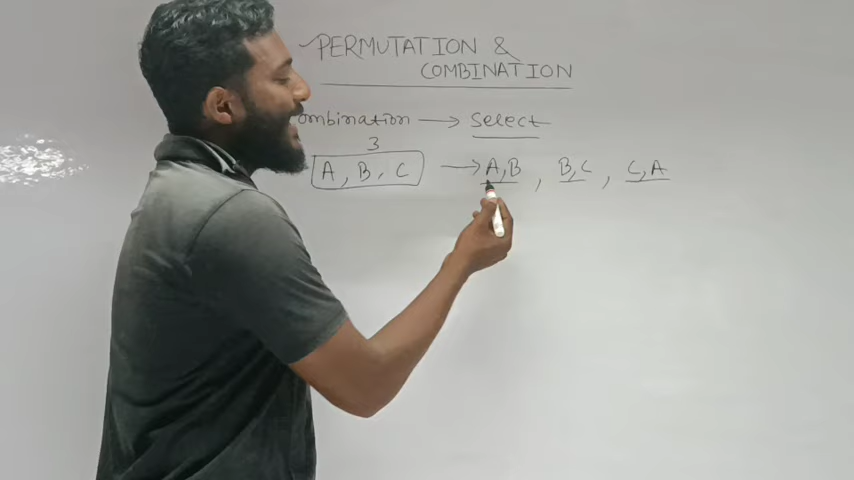 PERMUTATION &
COMBINATION
ombination → Select
3
A, B, C → A,B , B,C , C,A